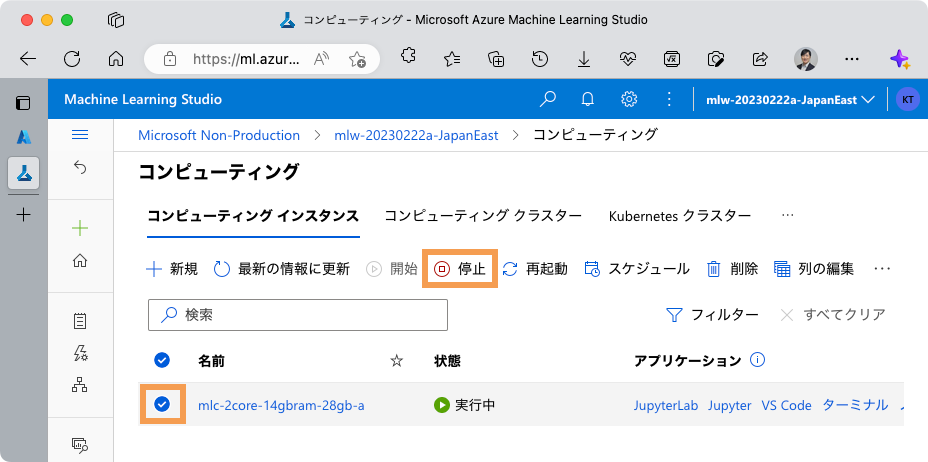 コンピューティング - Microsoft Azure Machine Learning Studio
https://ml.azur...
Machine Learning Studio
mlw-20230222a-JapanEast
KT
Microsoft Non-Production > mlw-20230222a-JapanEast > コンピューティング
コンピューティング
コンピューティング インスタンス コンピューティング クラスター Kubernetes クラスター ...
新規 最新の情報に更新 開始 停止 再起動 スケジュール 削除 列の編集 ...
検索 フィルター すべてクリア
名前 状態 アプリケーション
mlc-2core-14gbram-28gb-a 実行中 JupyterLab Jupyter VS Code ターミナル